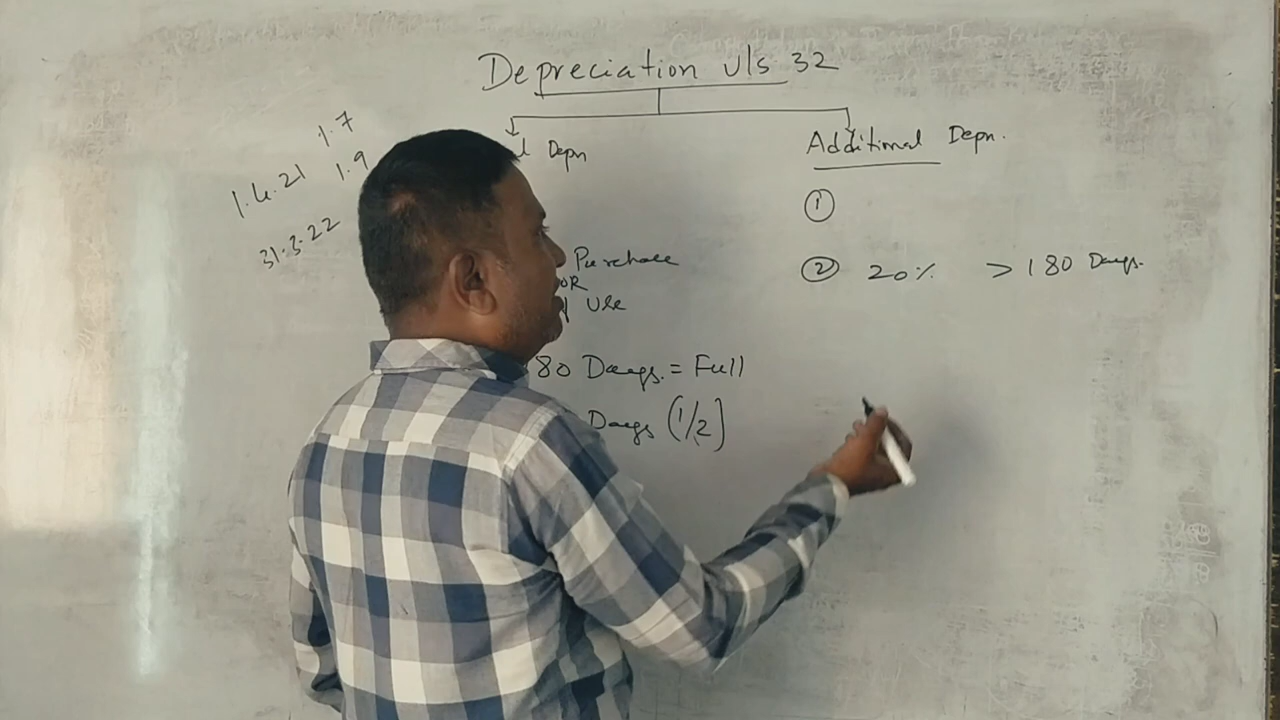 Depreciation u/s 32
1.7
1.4.21 1.9
31.3.22
l Depn
Purchase
OR
Use
80 Days. = Full
Days (1/2)
Additional Depn.
①
② 20% > 180 Days.